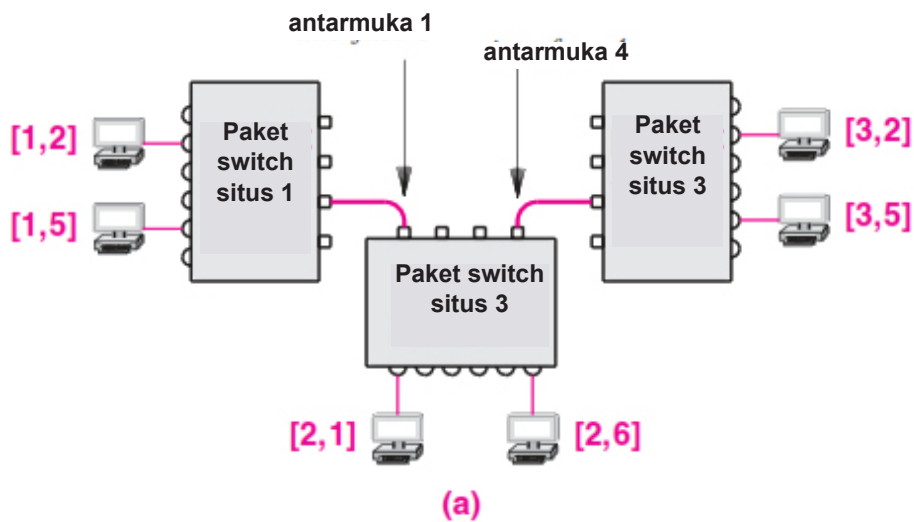 antarmuka 1
antarmuka 4
[1,2]
Paket
switch
situs 1
Paket
switch
situs 3
[3,2]
[1,5]
[3,5]
Paket switch
situs 3
[2,1]
[2,6]
(a)